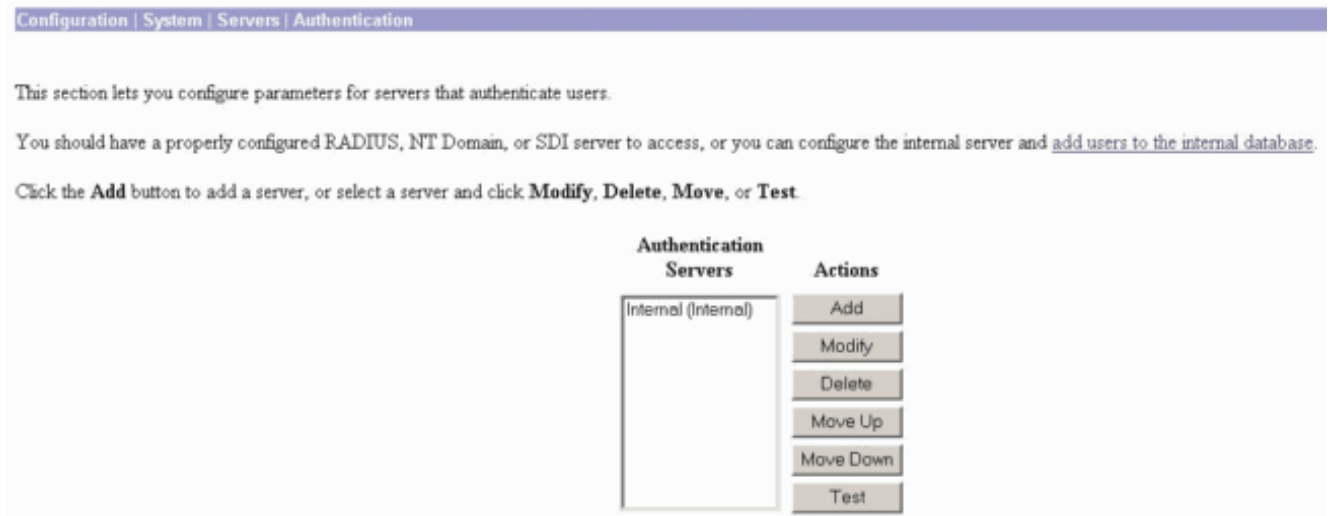 Configuration | System | Servers | Authentication
This section lets you configure parameters for servers that authenticate users.
You should have a properly configured RADIUS, NT Domain, or SDI server to access, or you can configure the internal server and add users to the internal database.
Click the Add button to add a server, or select a server and click Modify, Delete, Move, or Test.
Authentication
Servers
Actions
Internal (Internal)
Add
Modify
Delete
Move Up
Move Down
Test